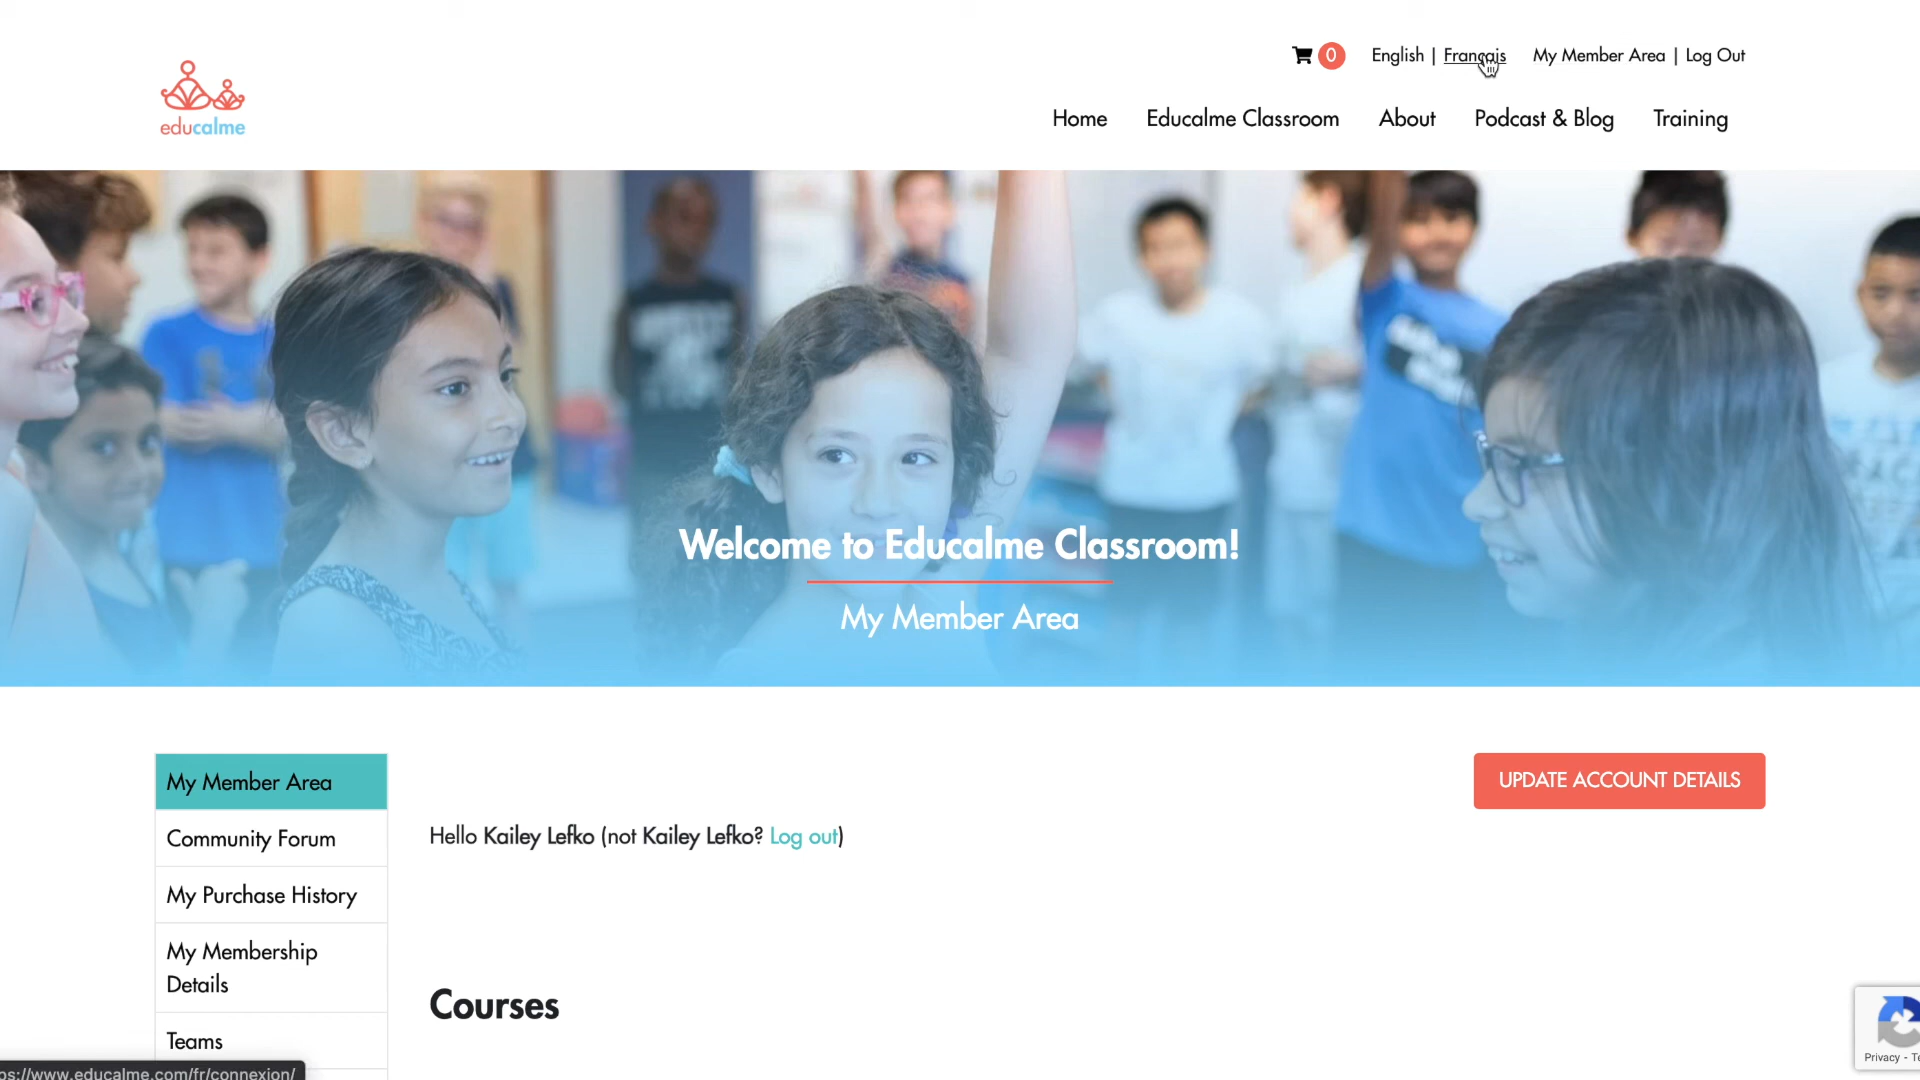 0 English | Français My Member Area | Log Out
educalme
Home Educalme Classroom About Podcast & Blog Training
Welcome to Educalme Classroom!
My Member Area
My Member Area
UPDATE ACCOUNT DETAILS
Community Forum
Hello Kailey Lefko (not Kailey Lefko? Log out)
My Purchase History
My Membership
Details
Courses
Teams
Privacy - Te
ps://www.educalme.com/fr/connexion/